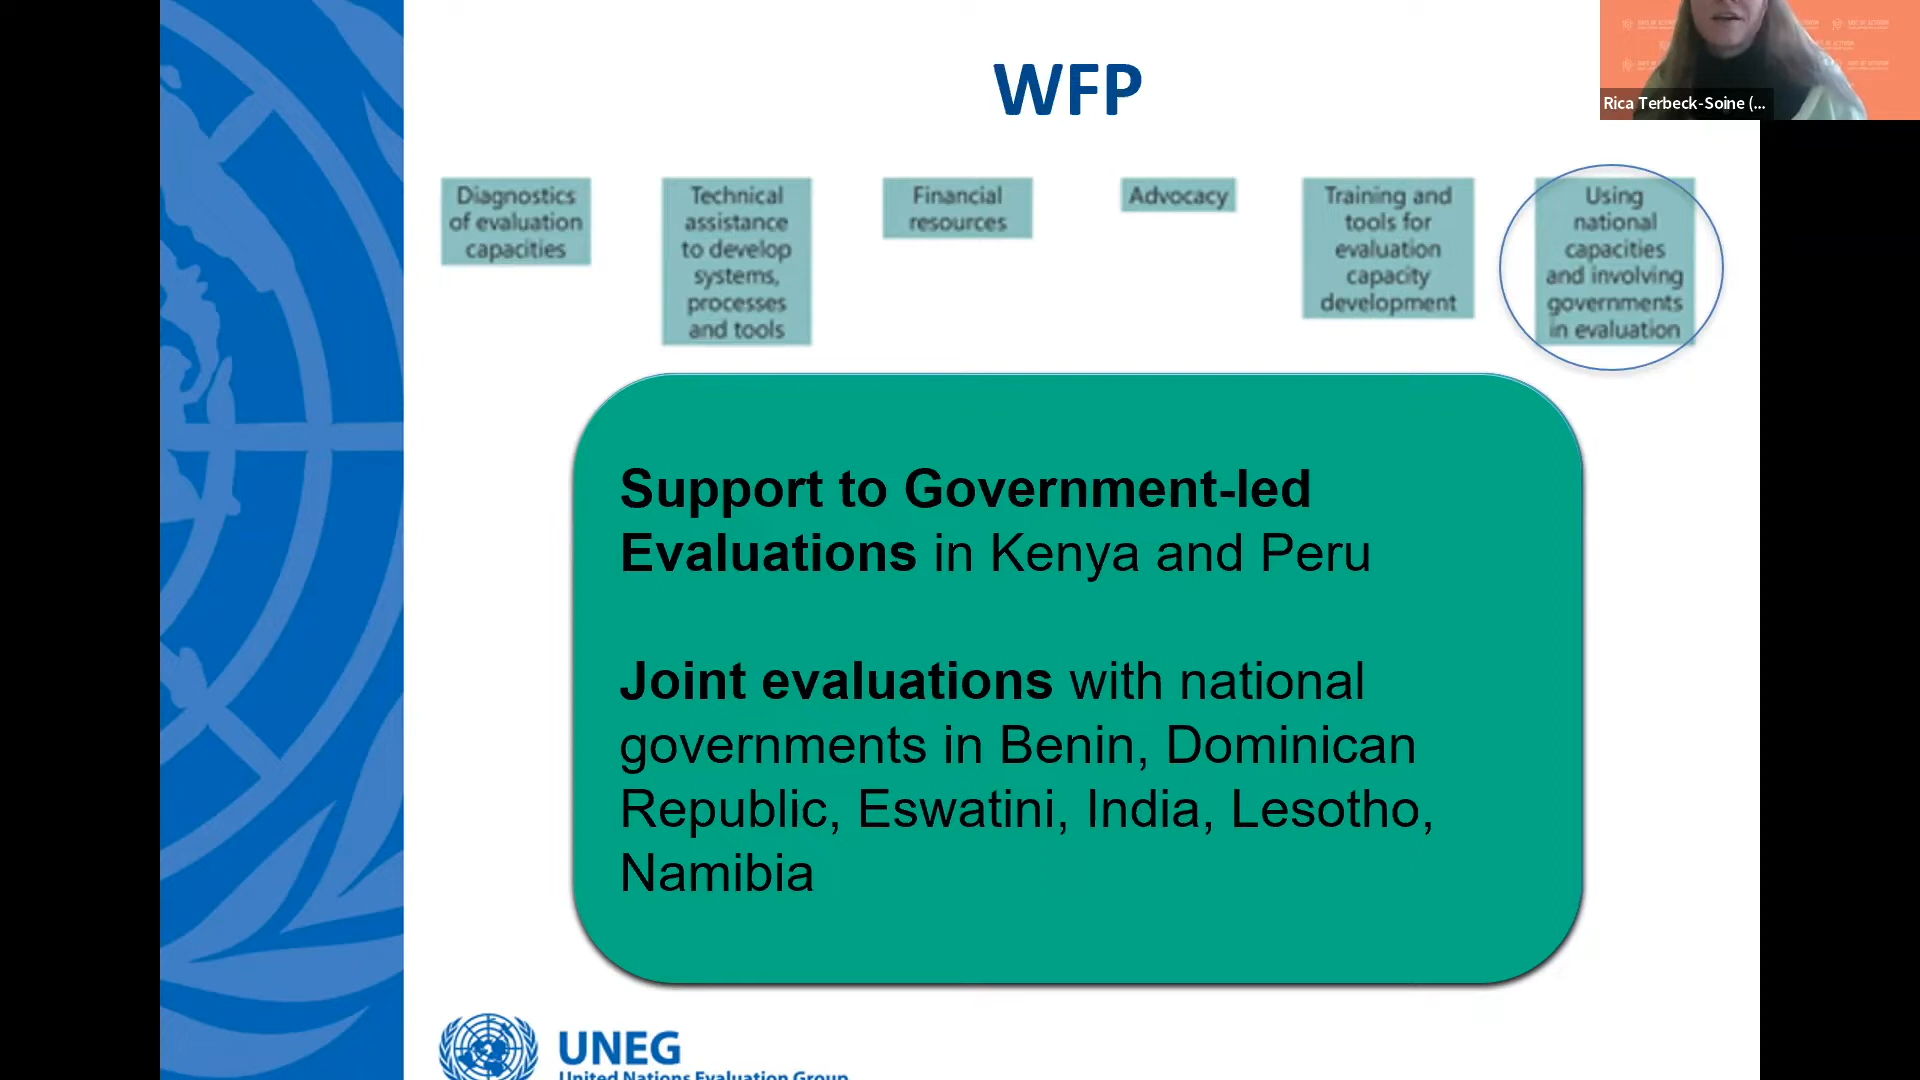 WFP
Rica Terbeck-Soine (...
Diagnostics
of evaluation
capacities
Technical
assistance
to develop
systems,
processes
and tools
Financial
resources
Advocacy
Training and
tools for
evaluation
capacity
development
Using
national
capacities
and involving
governments
in evaluation
Support to Government-led
Evaluations in Kenya and Peru
Joint evaluations with national
governments in Benin, Dominican
Republic, Eswatini, India, Lesotho,
Namibia
UNEG
United Nations Evaluation Group